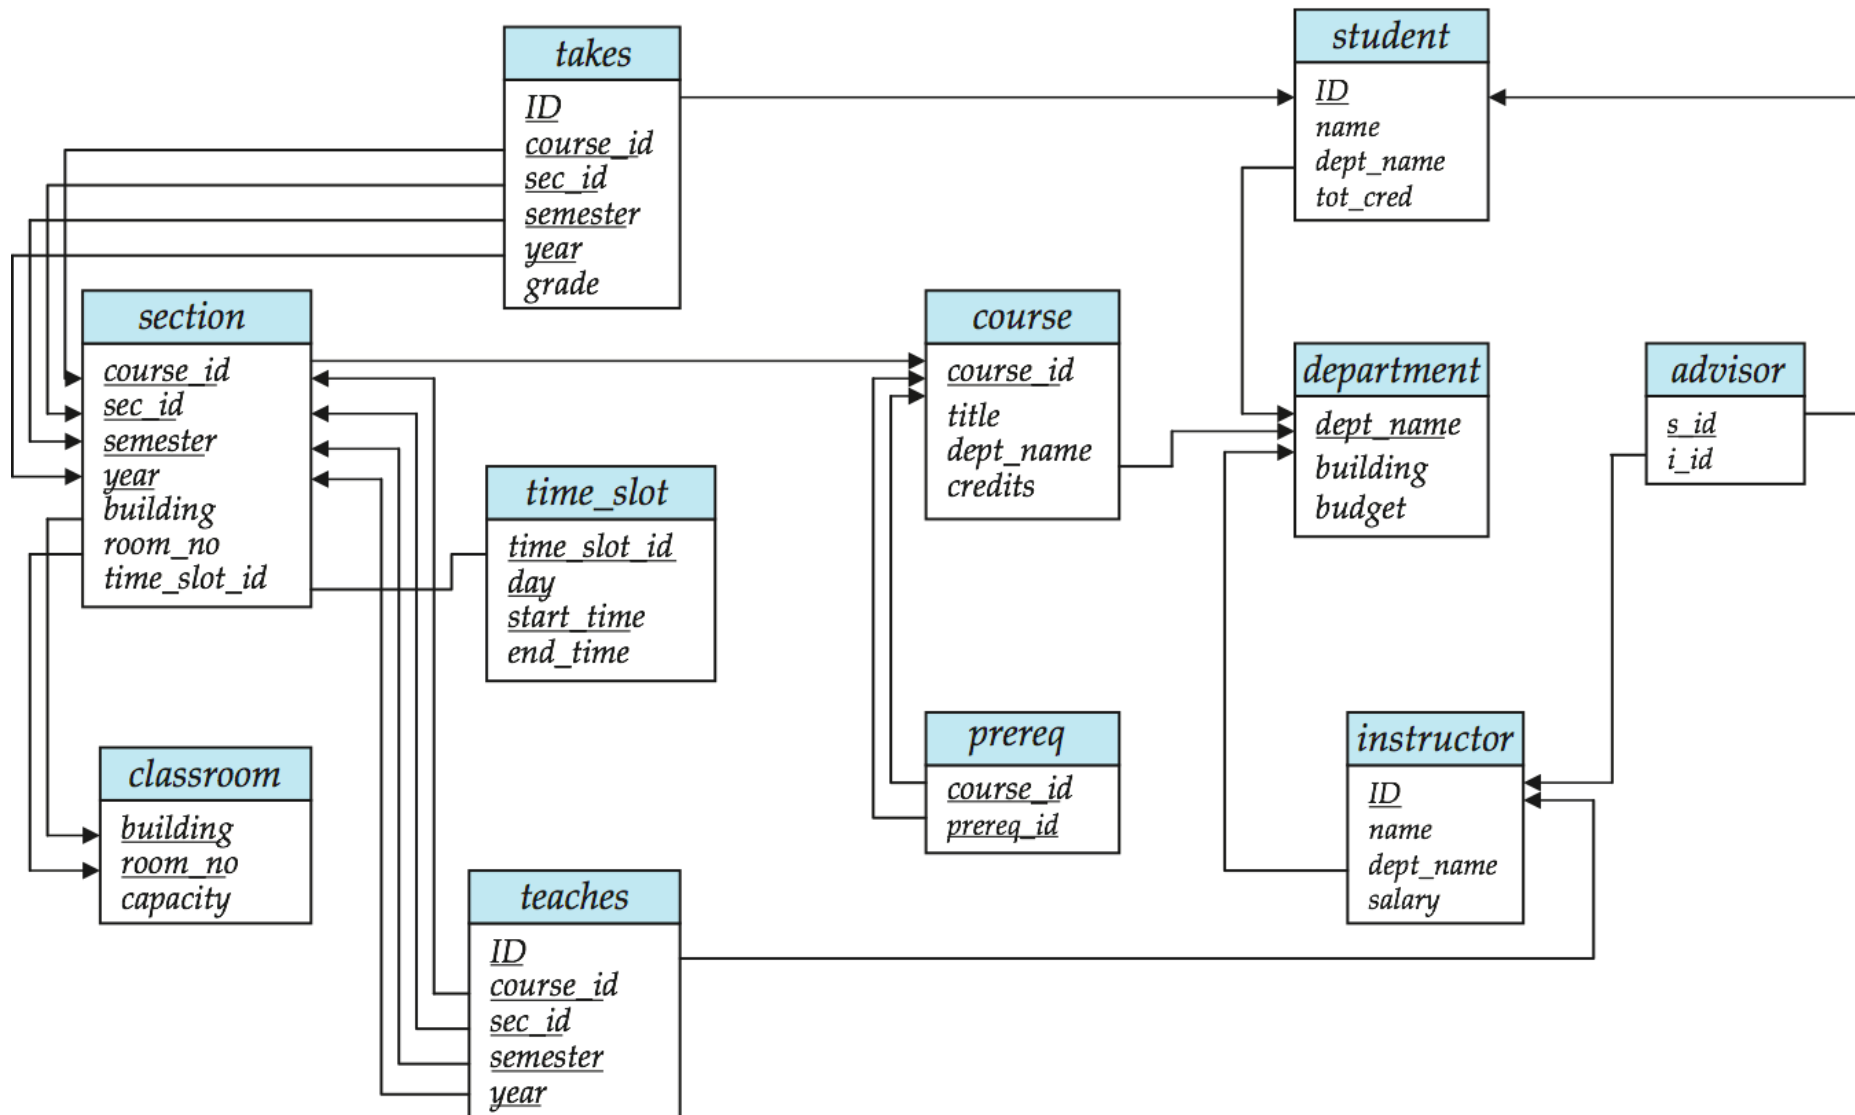 takes
ID
course_id
sec_id
semester
year
grade
student
ID
name
dept_name
tot_cred
section
course_id
sec_id
semester
year
building
room_no
time_slot_id
time_slot
time_slot_id
day
start_time
end_time
course
course_id
title
dept_name
credits
department
dept_name
building
budget
advisor
s_id
i_id
classroom
building
room_no
capacity
prereq
course_id
prereq_id
instructor
ID
name
dept_name
salary
teaches
ID
course_id
sec_id
semester
year